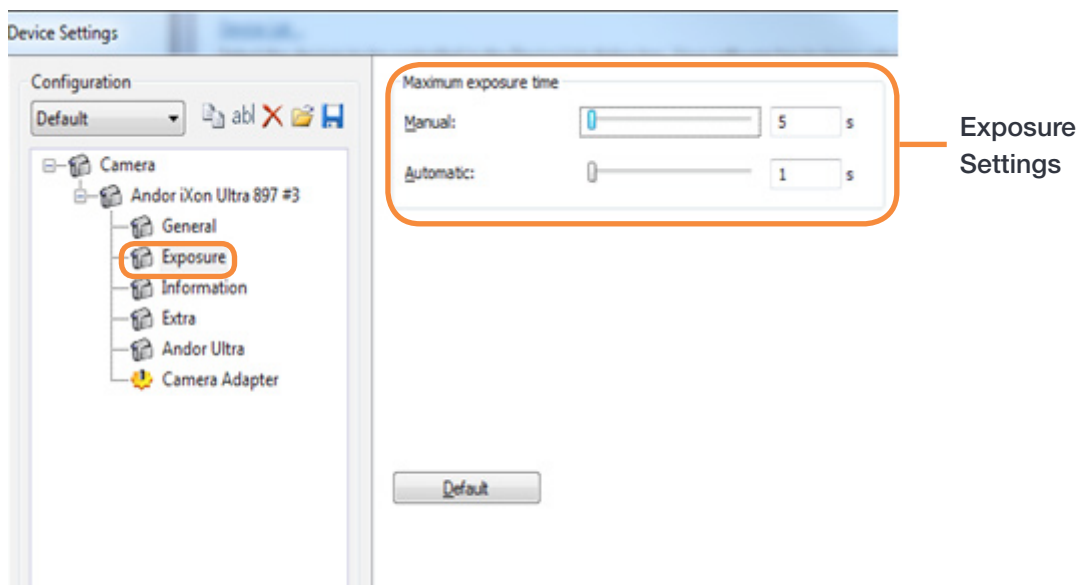 Device Settings
Configuration
Default
abl
Camera
Andor iXon Ultra 897 #3
General
Exposure
Information
Extra
Andor Ultra
Camera Adapter
Maximum exposure time
Manual: 5 s
Automatic: 1 s
Default
Exposure
Settings